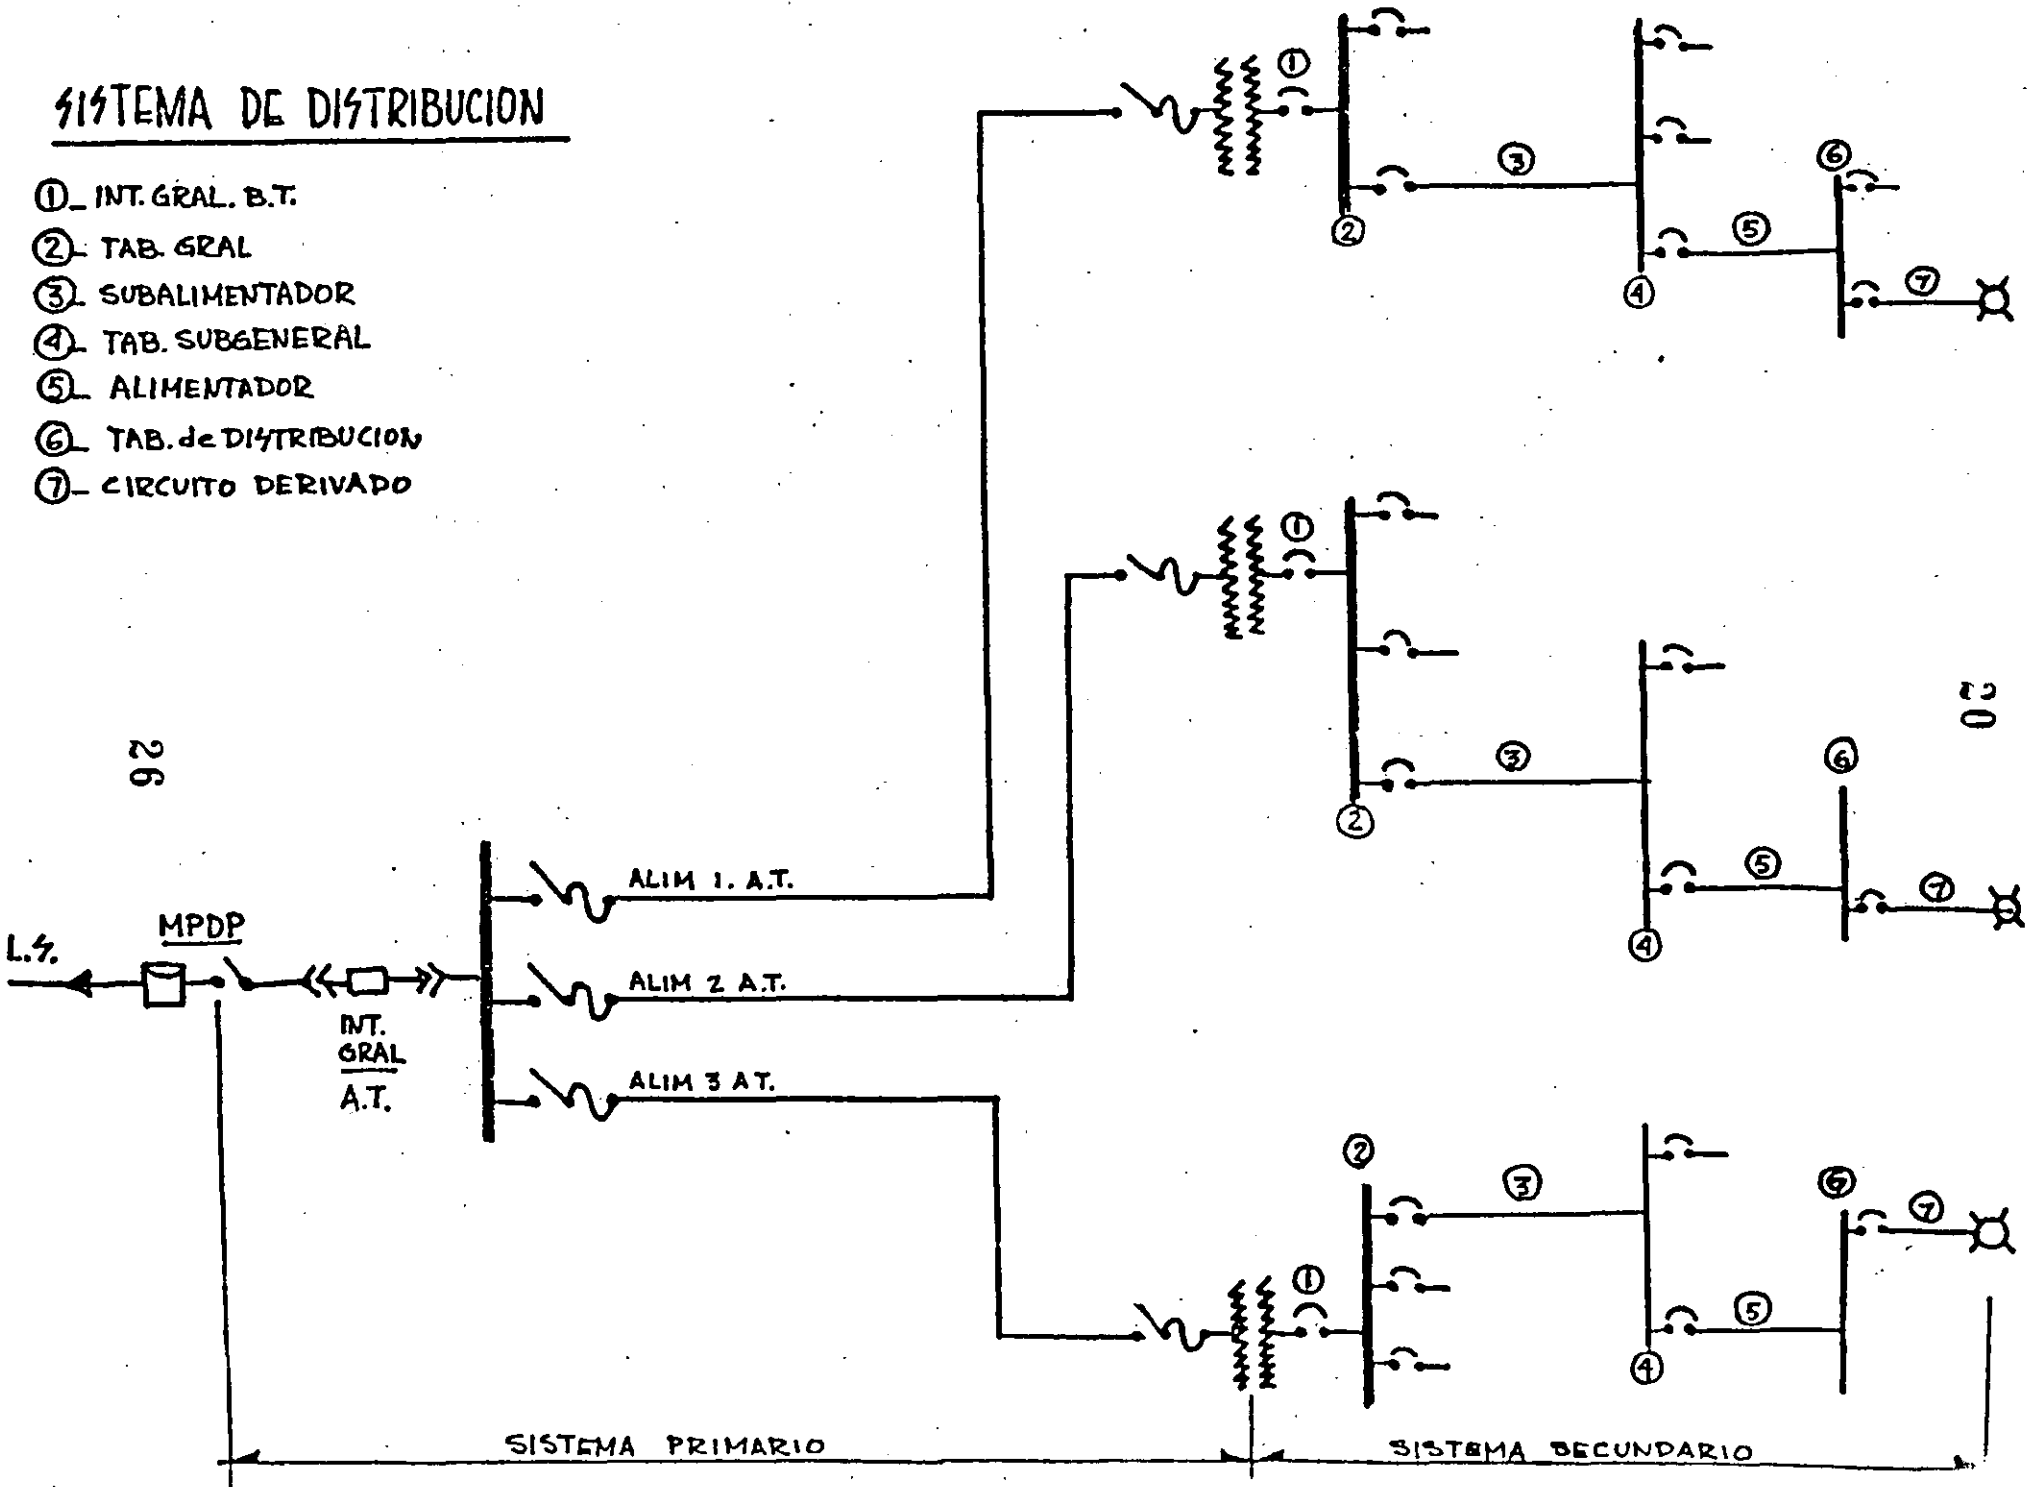 SISTEMA DE DISTRIBUCION
1_ INT. GRAL. B.T.
2_ TAB. GRAL
3_ SUBALIMENTADOR
4_ TAB. SUBGENERAL
5_ ALIMENTADOR
6_ TAB. de DISTRIBUCION
7_ CIRCUITO DERIVADO
1
2
3
4
5
6
7
1
2
3
4
5
6
7
26
20
ALIM 1. A.T.
ALIM 2 A.T.
ALIM 3 A T.
L.S.
MPDP
INT.
GRAL
A.T.
1
2
3
4
5
6
7
SISTEMA PRIMARIO
SISTEMA SECUNDARIO